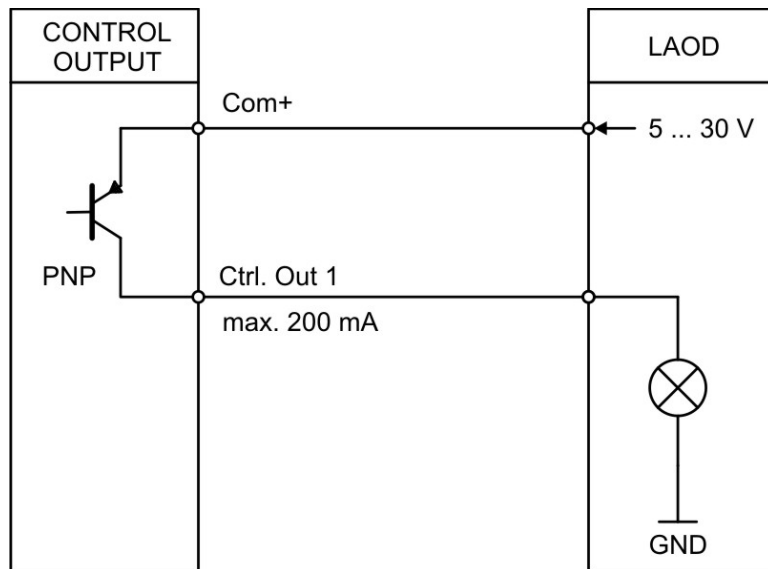 CONTROL
OUTPUT
LAOD
Com+
5 ... 30 V
PNP
Ctrl. Out 1
max. 200 mA
GND